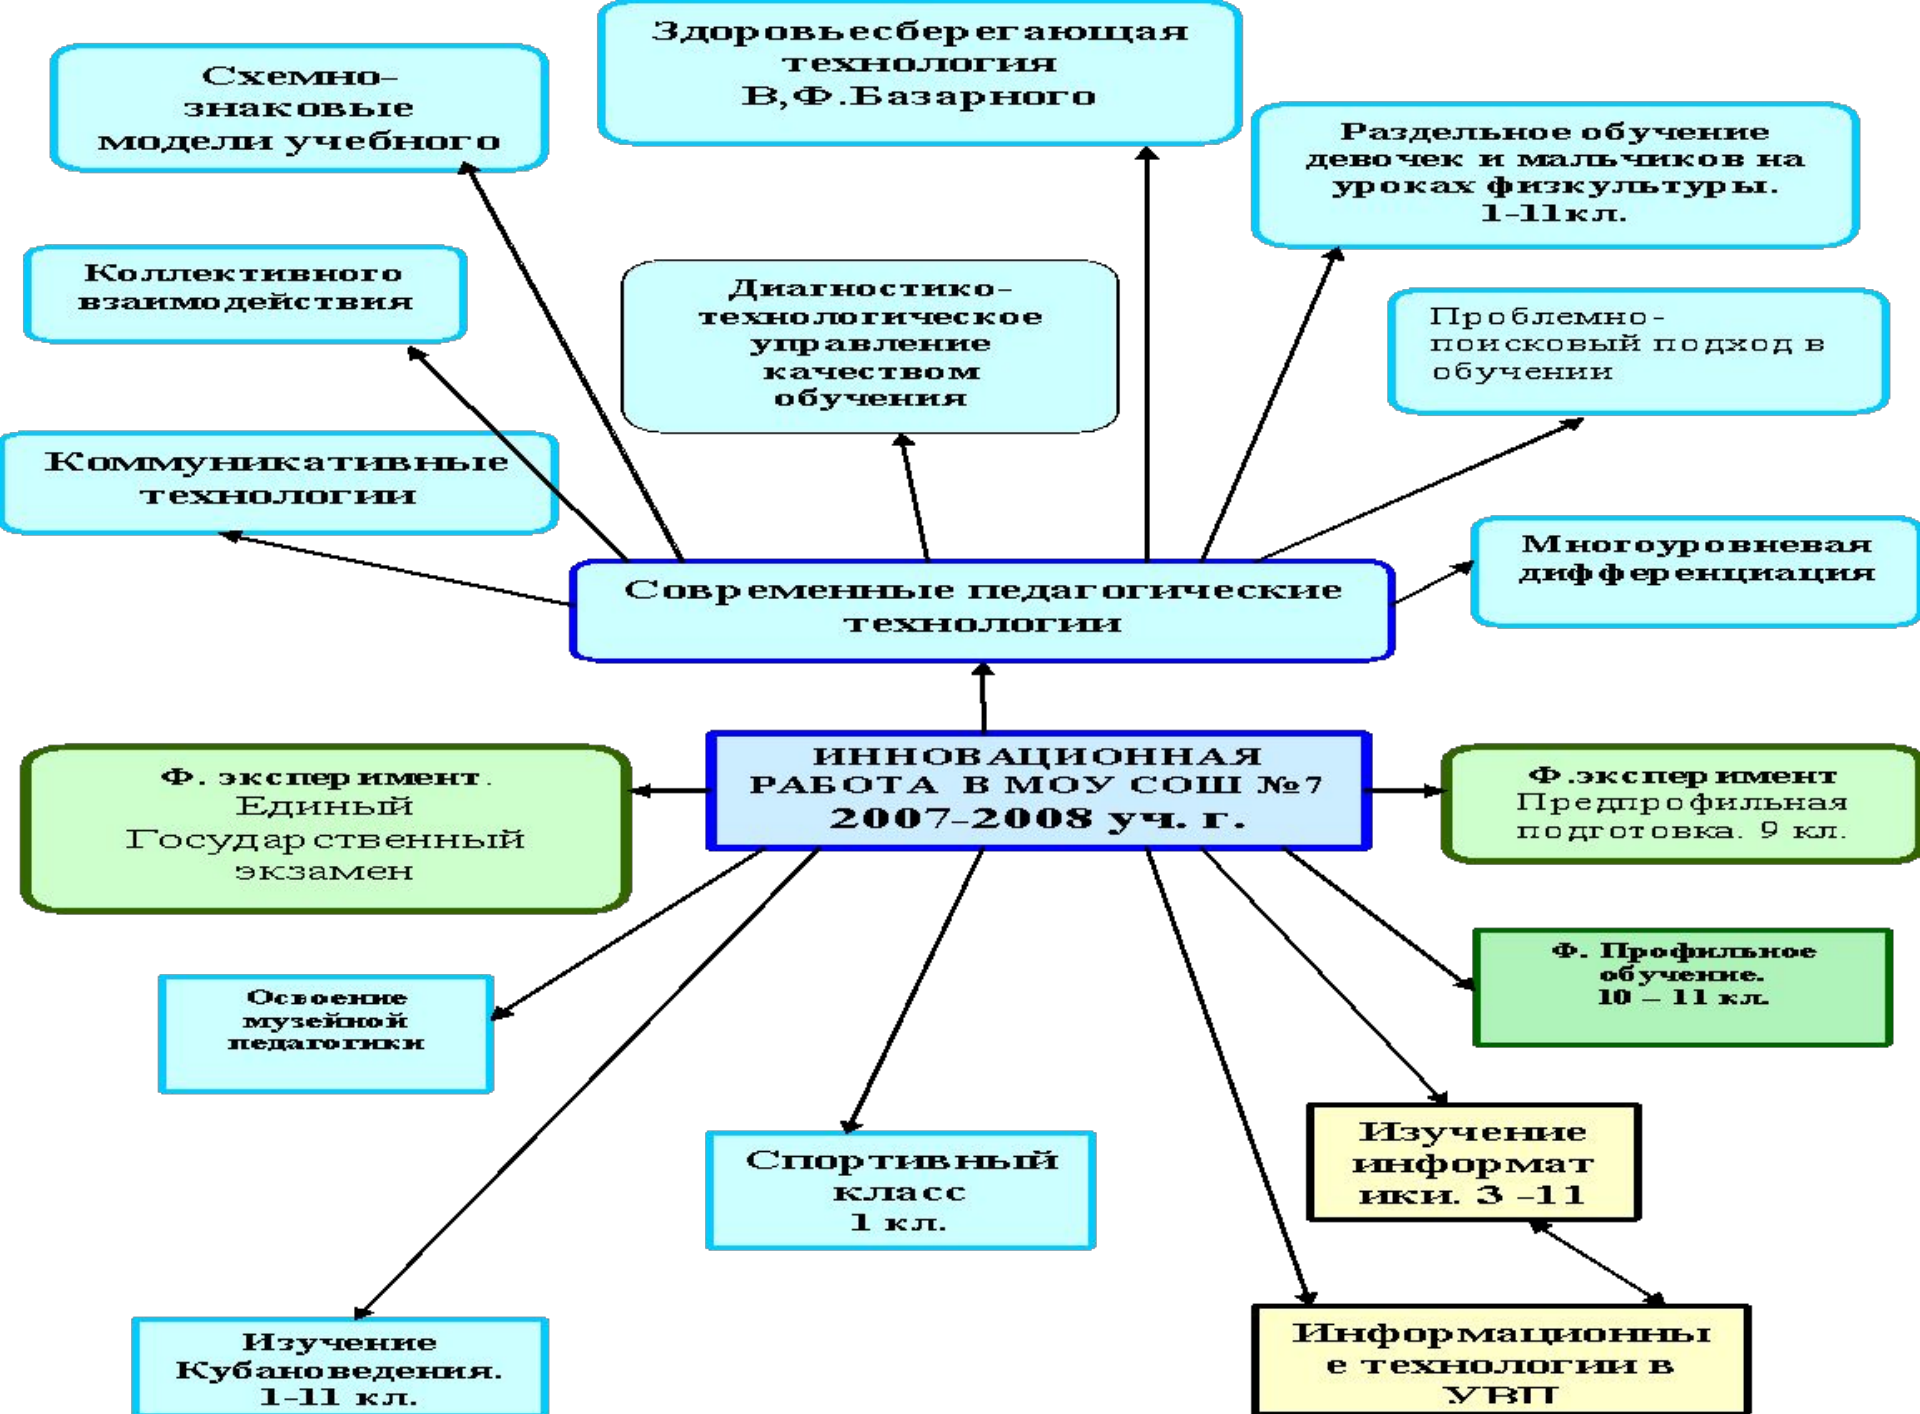 Здоровьесберегающая
технология
В,Ф.Базарного
Схемно-
знаковые
модели учебного
Раздельное обучение
девочек и мальчиков на
уроках физкультуры.
1-11кл.
Коллективного
взаимодействия
Диагностико-
технологическое
управление
качеством
обучения
Проблемно-
поисковый подход в
обучении
Коммуникативные
технологии
Многоуровневая
дифференциация
Современные педагогические
технологии
ИННОВАЦИОННАЯ
РАБОТА В МОУ СОШ №7
2007-2008 уч. г.
Ф. эксперимент.
Единый
Государственный
экзамен
Ф.эксперимент
Предпрофильная
подготовка. 9 кл.
Ф. Профильное
обучение.
10 – 11 кл.
Освоение
музейной
педагогики
Спортивный
класс
1 кл.
Изучение
информат
ики. 3 -11
Изучение
Кубановедения.
1-11 кл.
Информационны
е технологии в
УВП